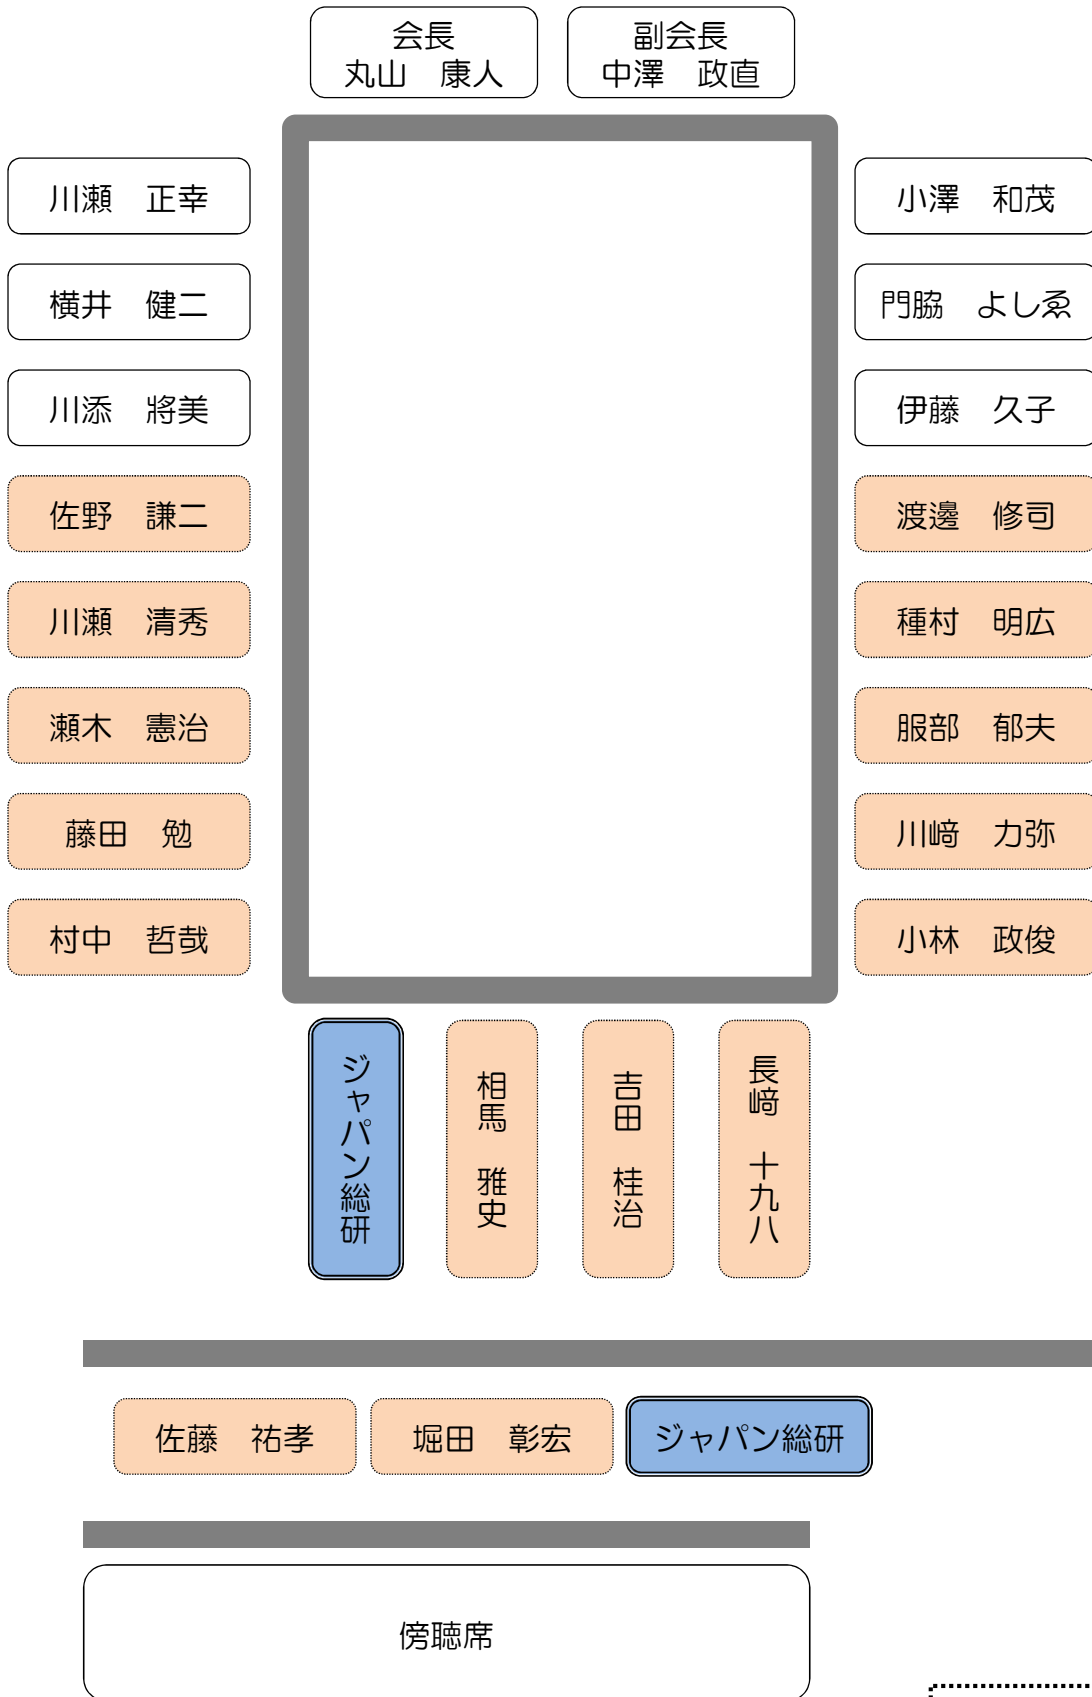 会長
丸山　康人
副会長
中澤　政直
川瀬　正幸
小澤　和茂
横井　健二
門脇　よしゑ
川添　將美
伊藤　久子
佐野　謙二
渡邊　修司
川瀬　清秀
種村　明広
瀬木　憲治
服部　郁夫
藤田　勉
川﨑　力弥
村中　哲哉
小林　政俊
ジャパン総研
相馬　雅史
吉田　桂治
長﨑　十九八
佐藤　祐孝
堀田　彰宏
ジャパン総研
傍聴席